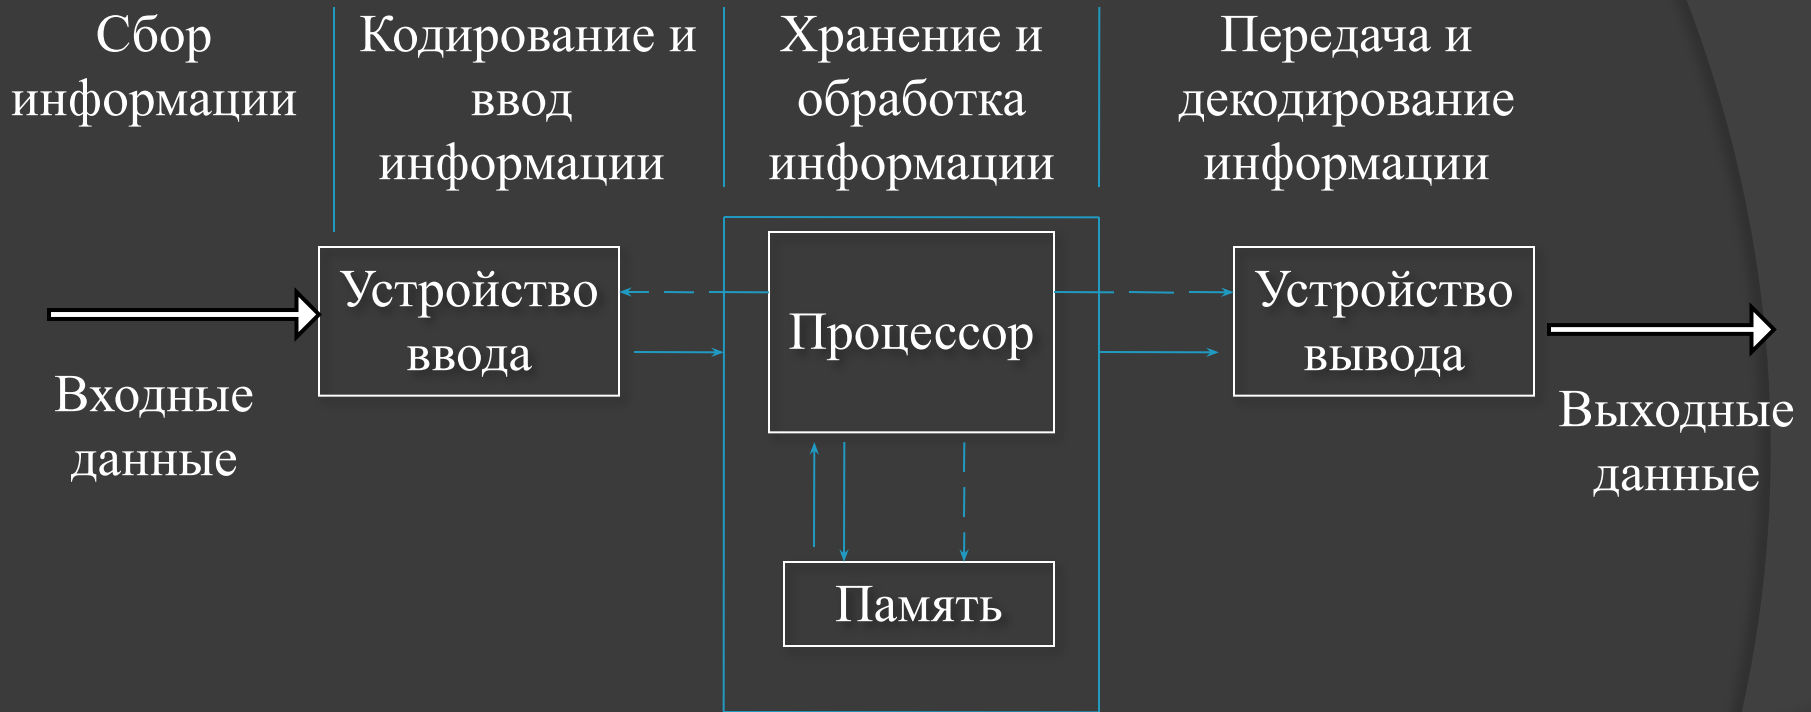 Сбор
информации
Кодирование и
ввод
информации
Хранение и
обработка
информации
Передача и
декодирование
информации
Устройство
ввода
Процессор
Устройство
вывода
Входные
данные
Выходные
данные
Память